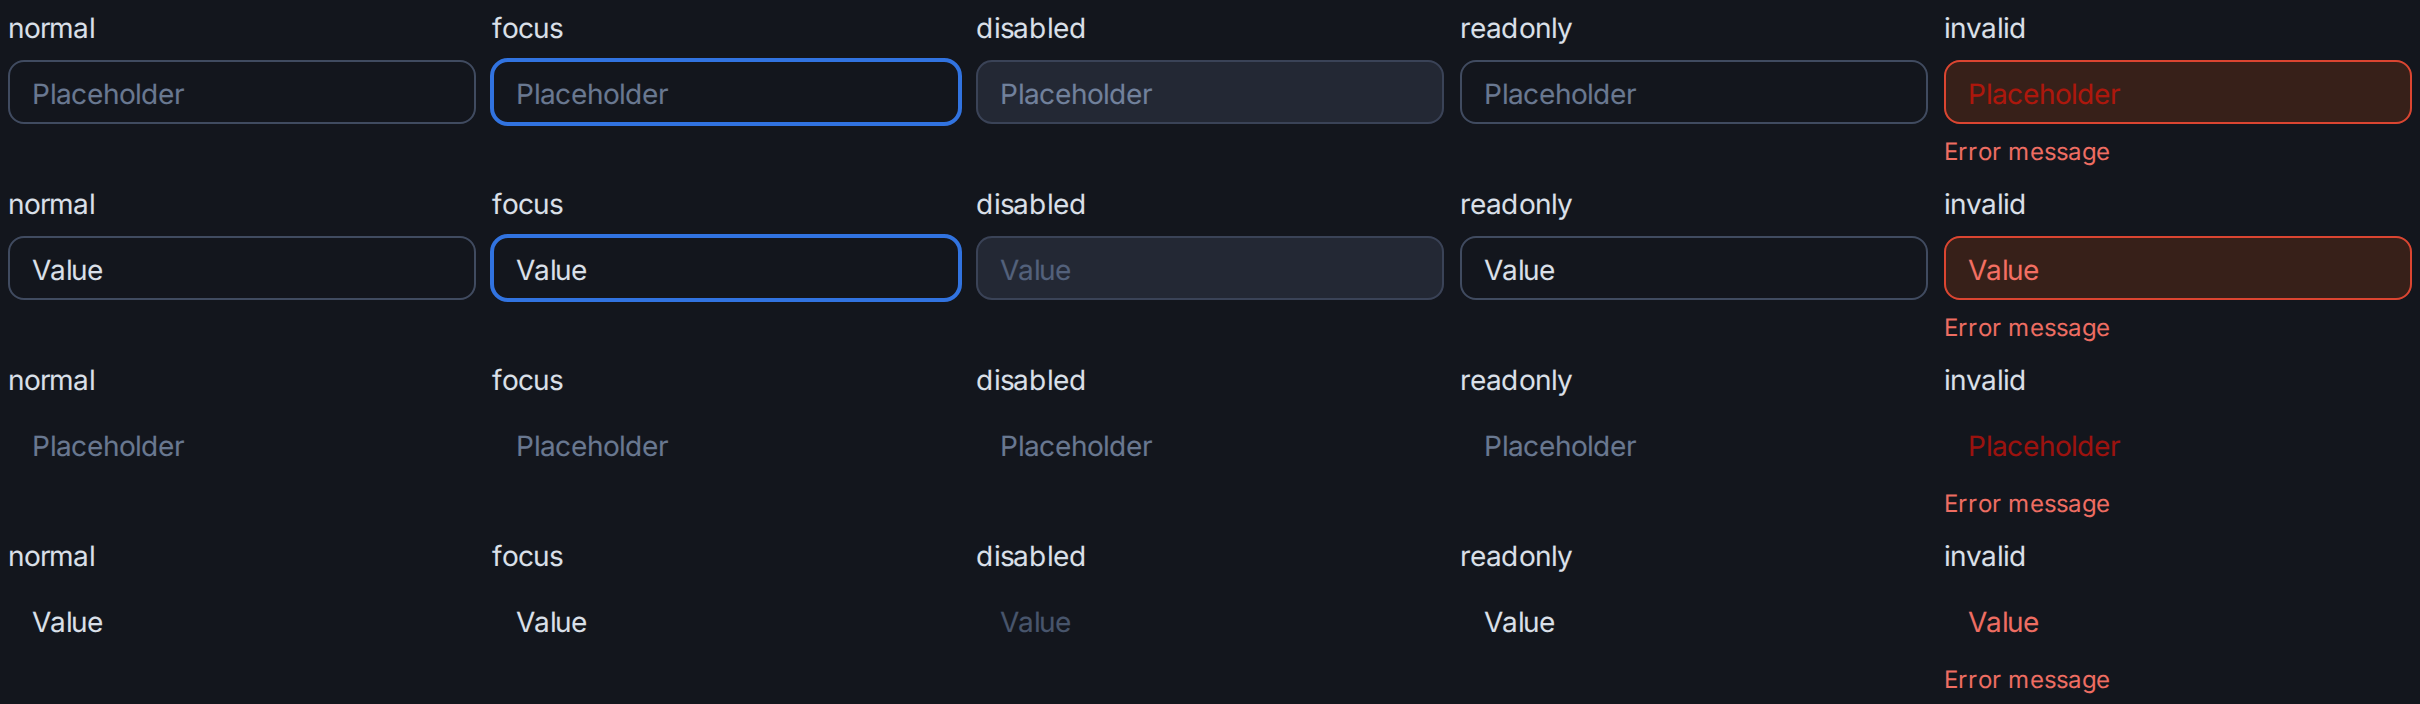 normal focus disabled readonly invalid
Placeholder Placeholder Placeholder Placeholder Placeholder
Error message
normal focus disabled readonly invalid
Value Value Value Value Value
Error message
normal focus disabled readonly invalid
Placeholder Placeholder Placeholder Placeholder Placeholder
Error message
normal focus disabled readonly invalid
Value Value Value Value Value
Error message